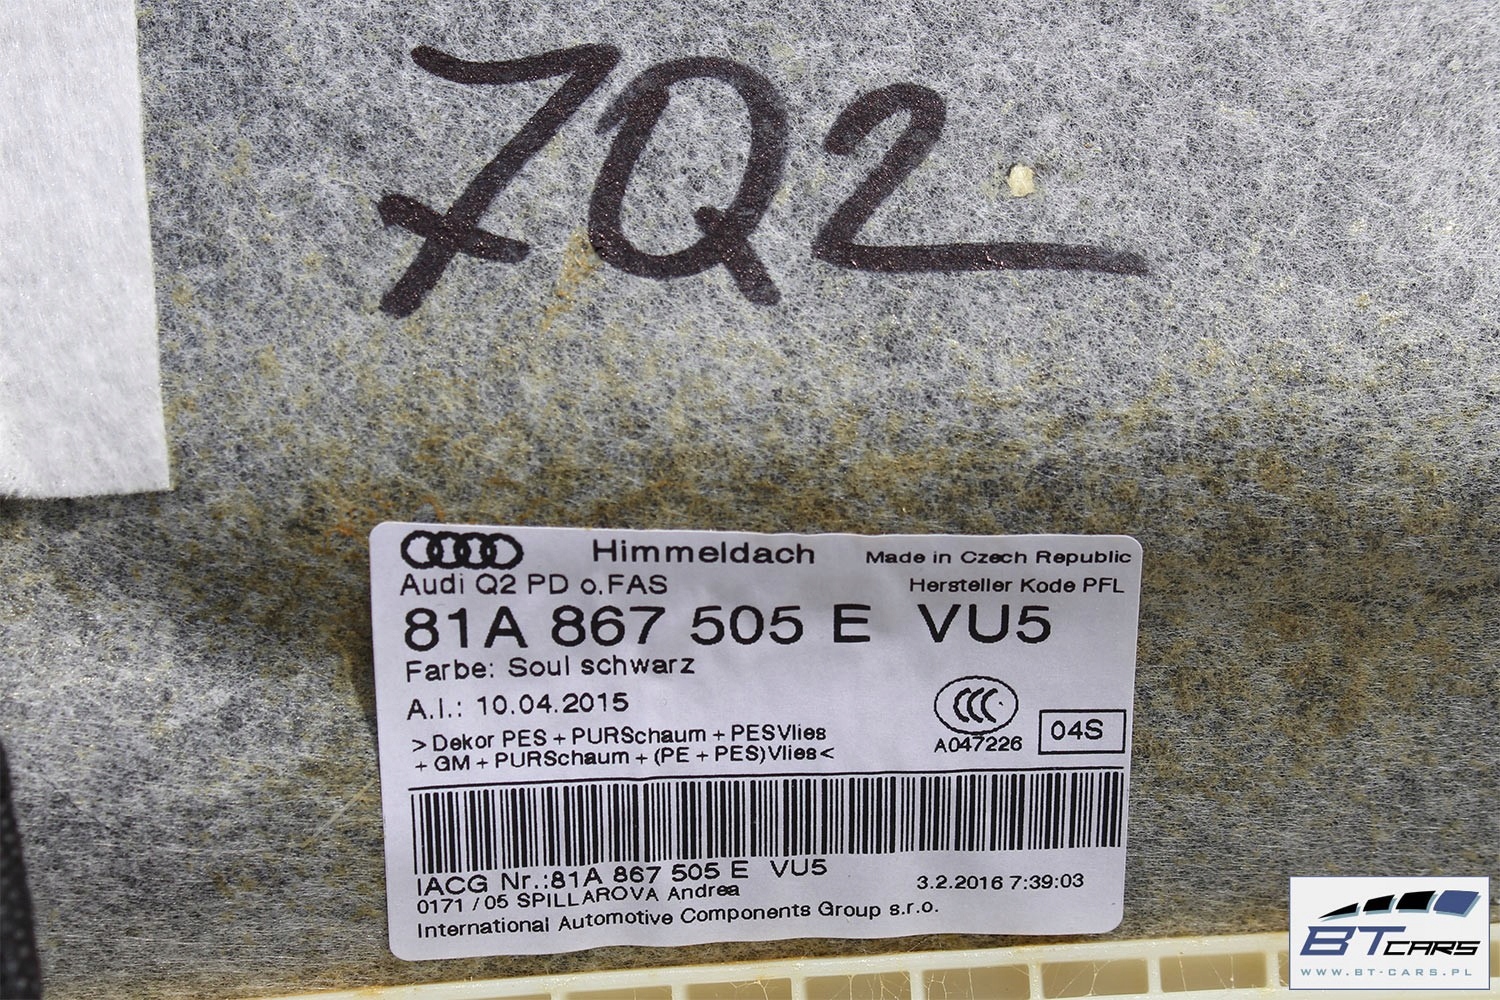 7Q2
Himmeldach Made in Czech Republic
Audi Q2 PD o.FAS Hersteller Kode PFL
81A 867 505 E VU5
Farbe: Soul schwarz
A.I.: 10.04.2015
CCC
A047226 04S
>Dekor PES+PURSchaum+PESVlies
+GM+PURSchaum+(PE+PES)Vlies<
IACG Nr.:81A 867 505 E VU5
0171/05 SPILLAROVA Andrea 3.2.2016 7:39:03
International Automotive Components Group s.r.o.
BT CARS
WWW.BT-CARS.PL